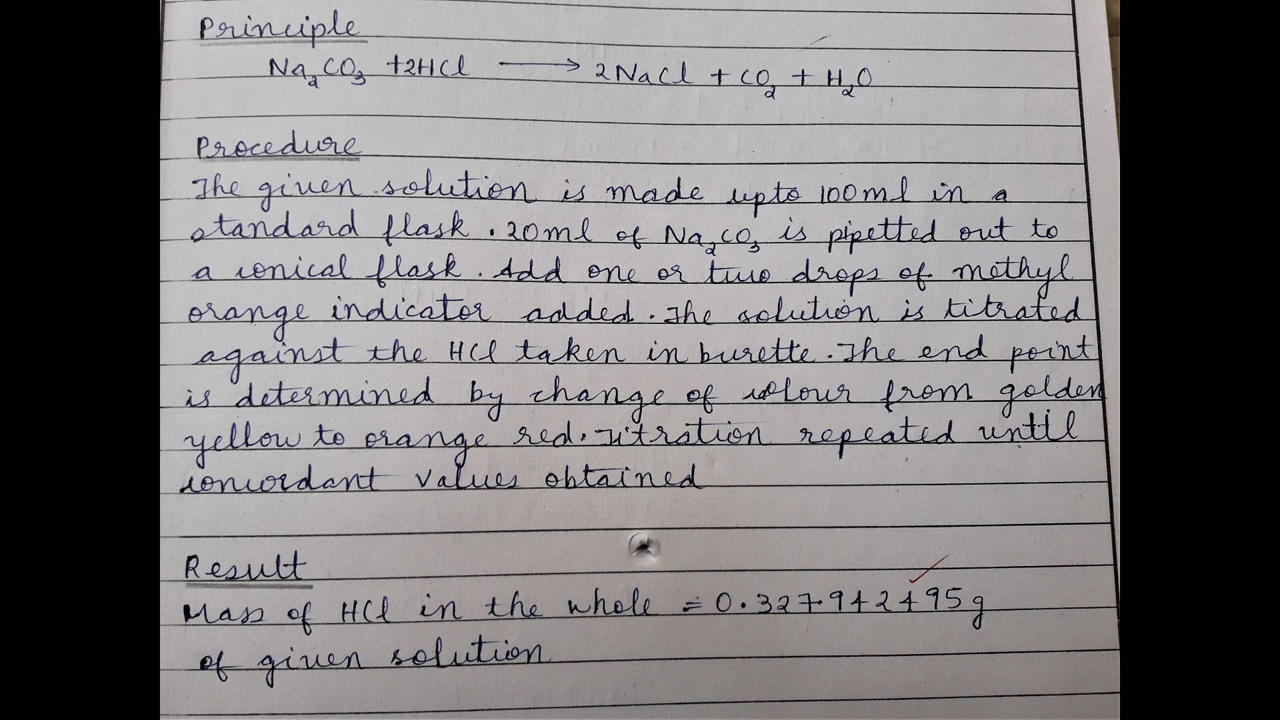 Principle
Na₂CO₃ +2HCl ⟶ 2NaCl + CO₂ + H₂O
Procedure
The given solution is made upto 100ml in a
standard flask. 20ml of Na₂CO₃ is pipetted out to
a conical flask. Add one or two drops of methyl
orange indicator added. The solution is titrated
against the HCl taken in burette. The end point
is determined by change of colour from golden
yellow to orange red. Titration repeated until
concordant values obtained
Result
Mass of HCl in the whole = 0.327942495g
of given solution